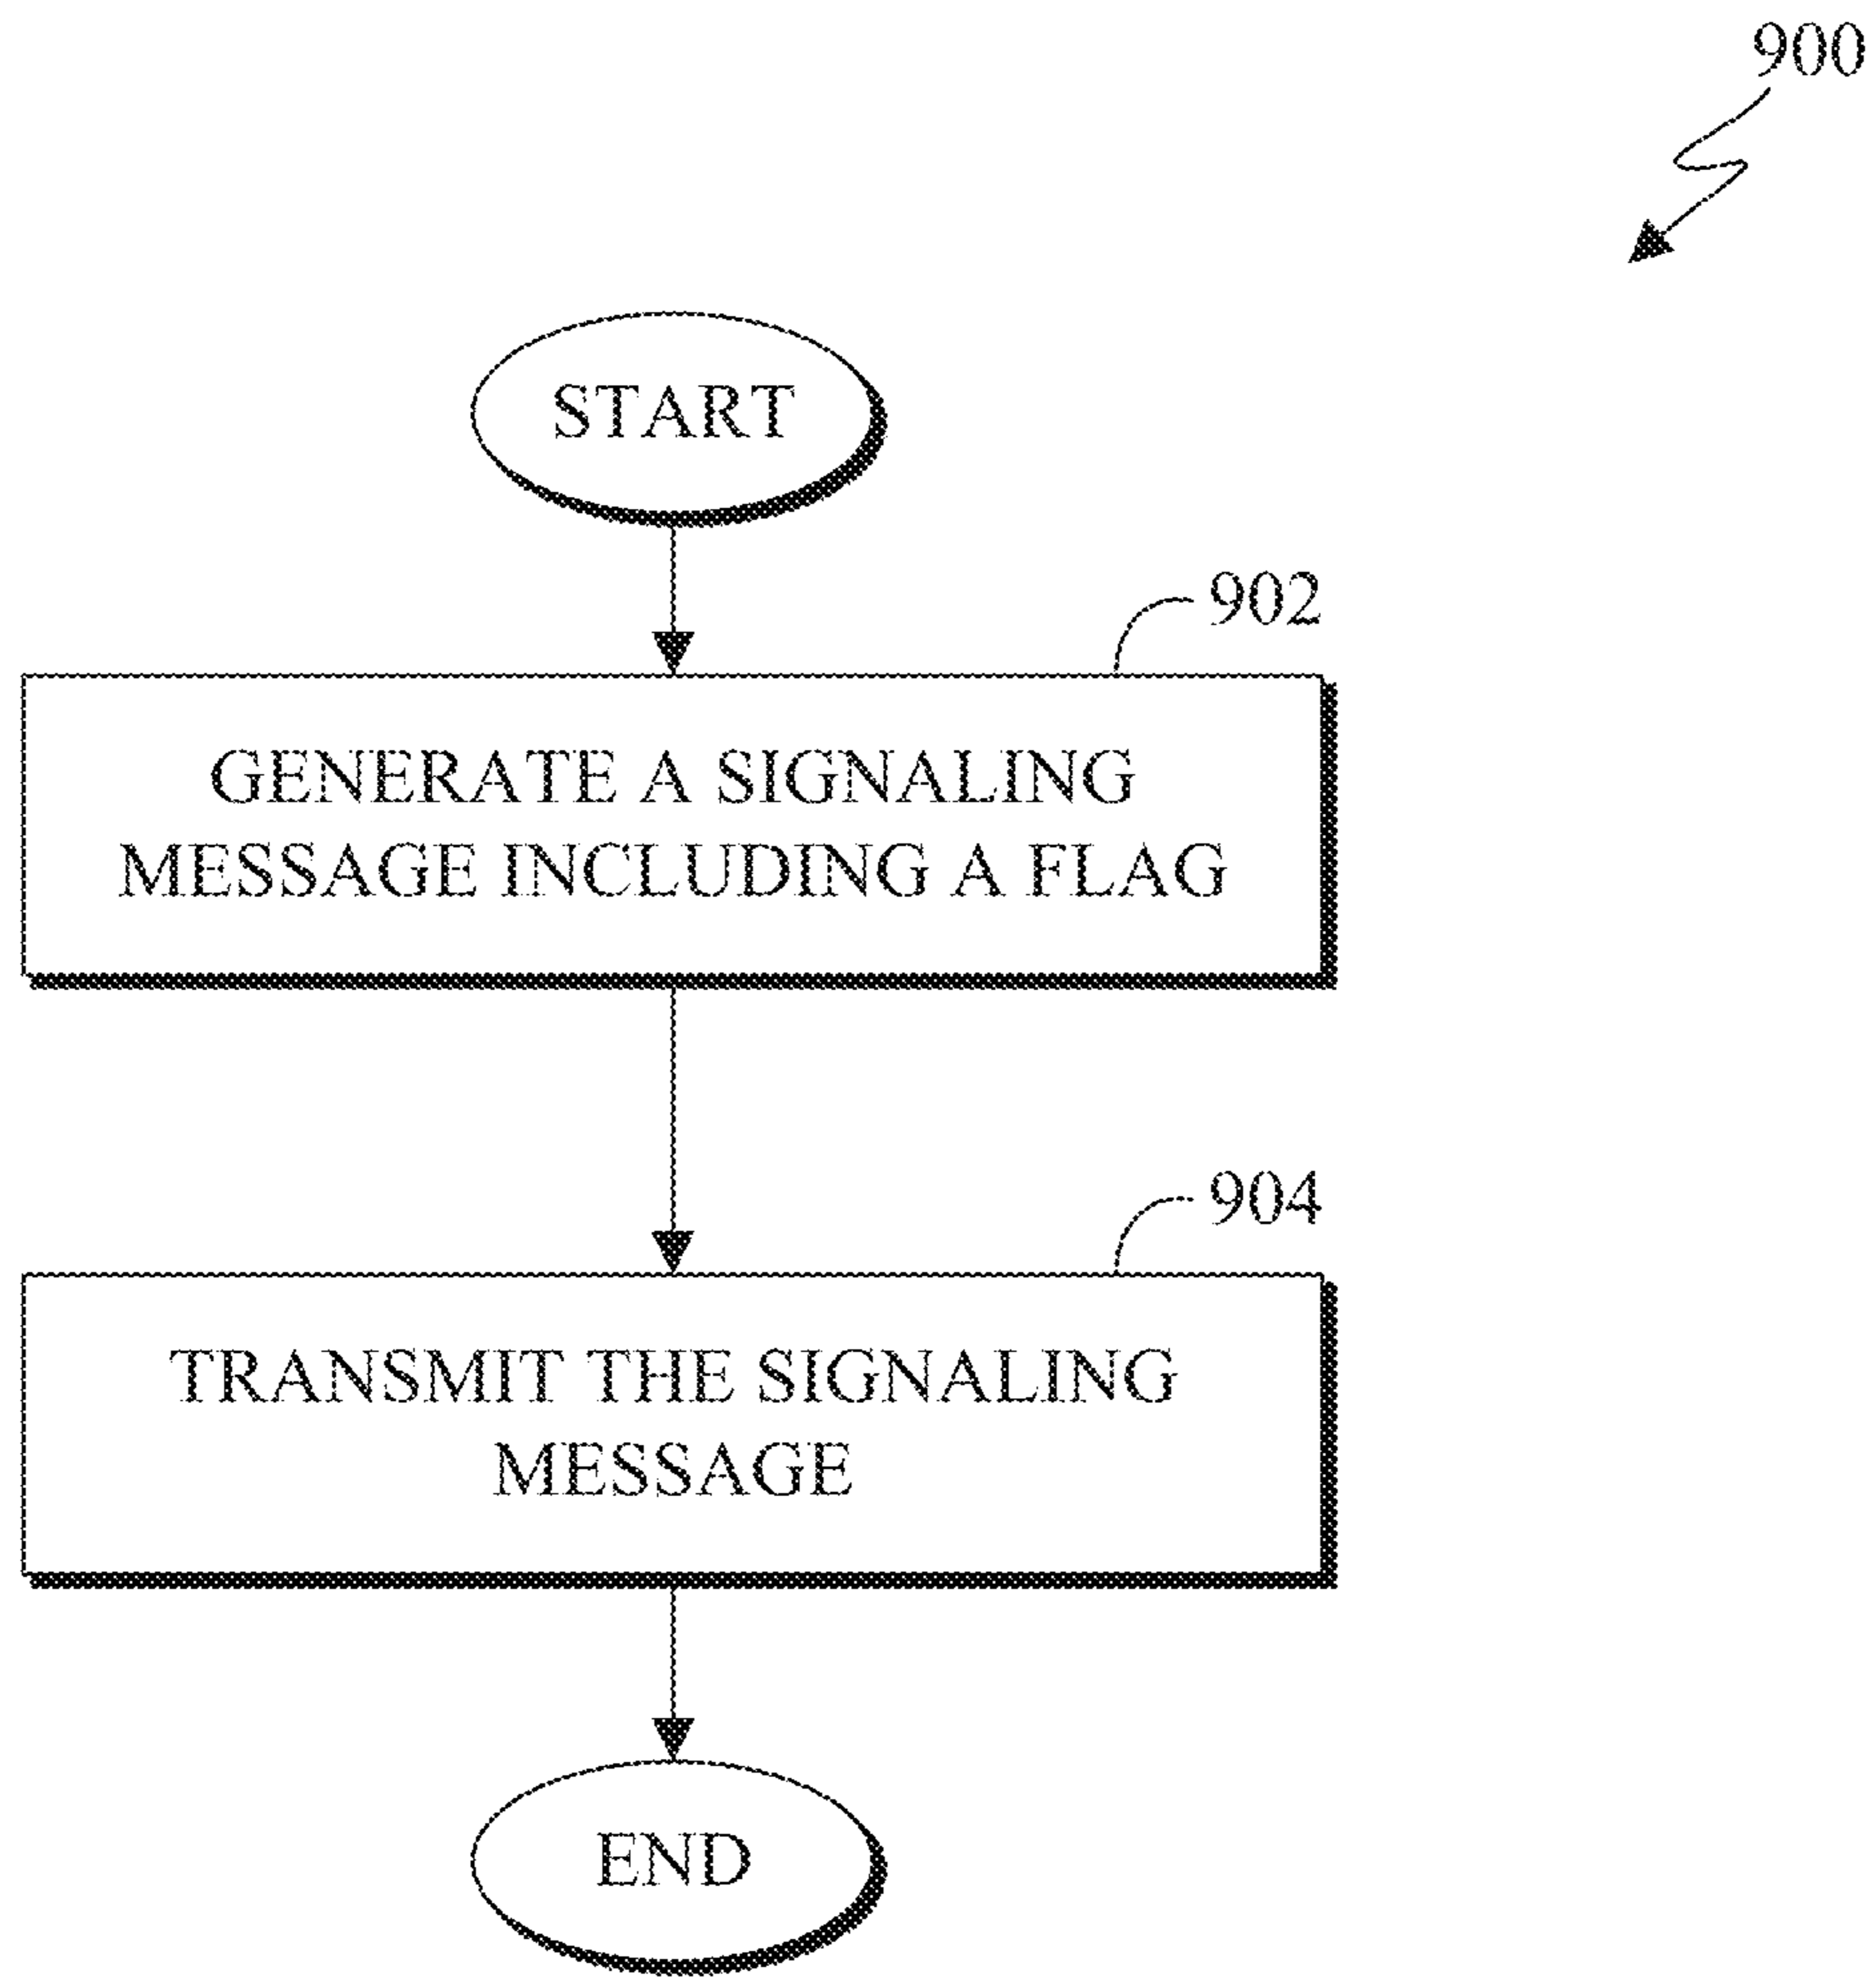 900
START
902
GENERATE A SIGNALING
MESSAGE INCLUDING A FLAG
904
TRANSMIT THE SIGNALING
MESSAGE
END